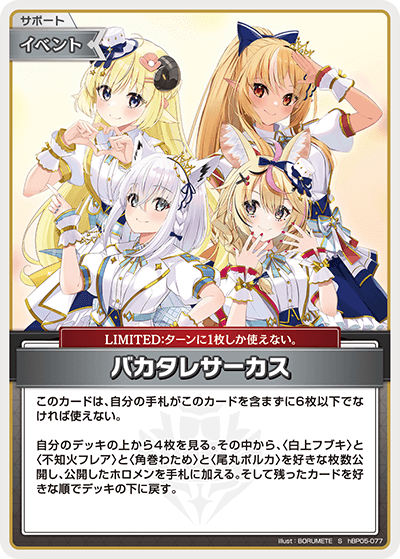 サポート
イベント
LIMITED:ターンに1枚しか使えない。
バカタレサーカス
このカードは、自分の手札がこのカードを含まずに6枚以下でな
ければ使えない。
自分のデッキの上から4枚を見る。その中から、〈白上フブキ〉と
〈不知火フレア〉と〈角巻わため〉と〈尾丸ポルカ〉を好きな枚数公
開し、公開したホロメンを手札に加える。そして残ったカードを好
きな順でデッキの下に戻す。
illust：BORUMETE S hBP05-077